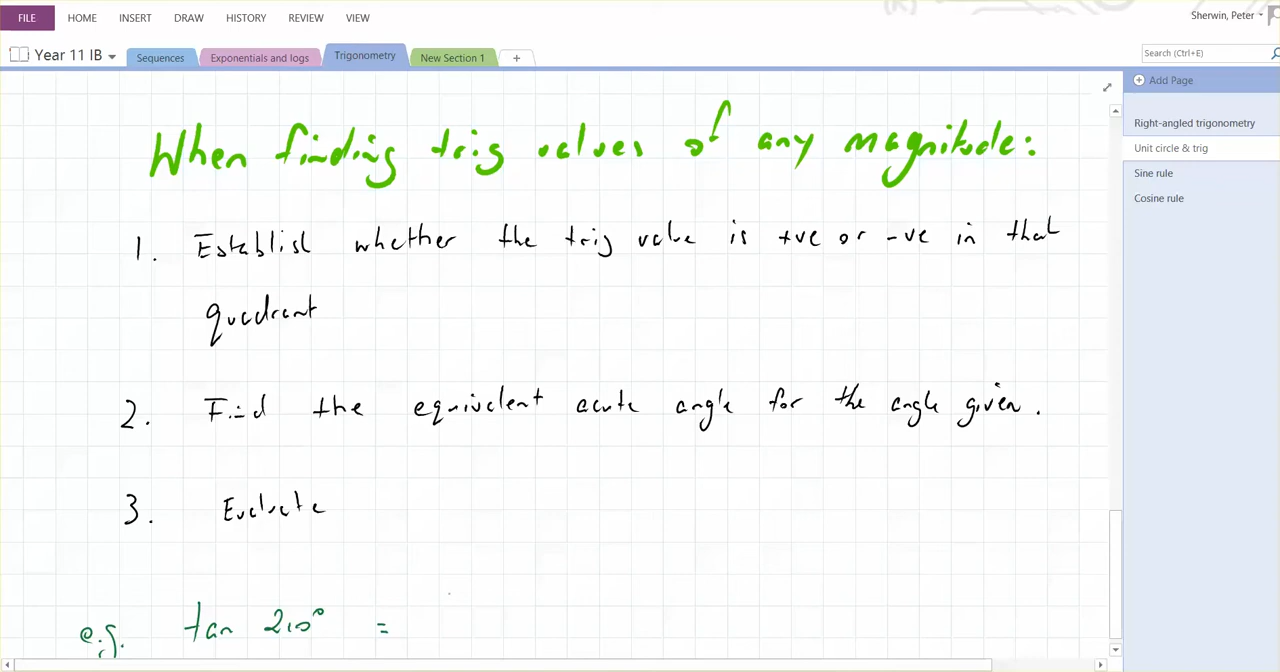 FILE HOME INSERT DRAW HISTORY REVIEW VIEW
Sherwin, Peter
Year 11 IB Sequences Exponentials and logs Trigonometry New Section 1 +
Search (Ctrl+E)
Add Page
Right-angled trigonometry
Unit circle & trig
Sine rule
Cosine rule
When finding trig values of any magnitude:
1. Establish whether the trig value is +ve or -ve in that
quadrant
2. Find the equivalent acute angle for the angle given.
3. Evaluate
e.g. tan 210° =